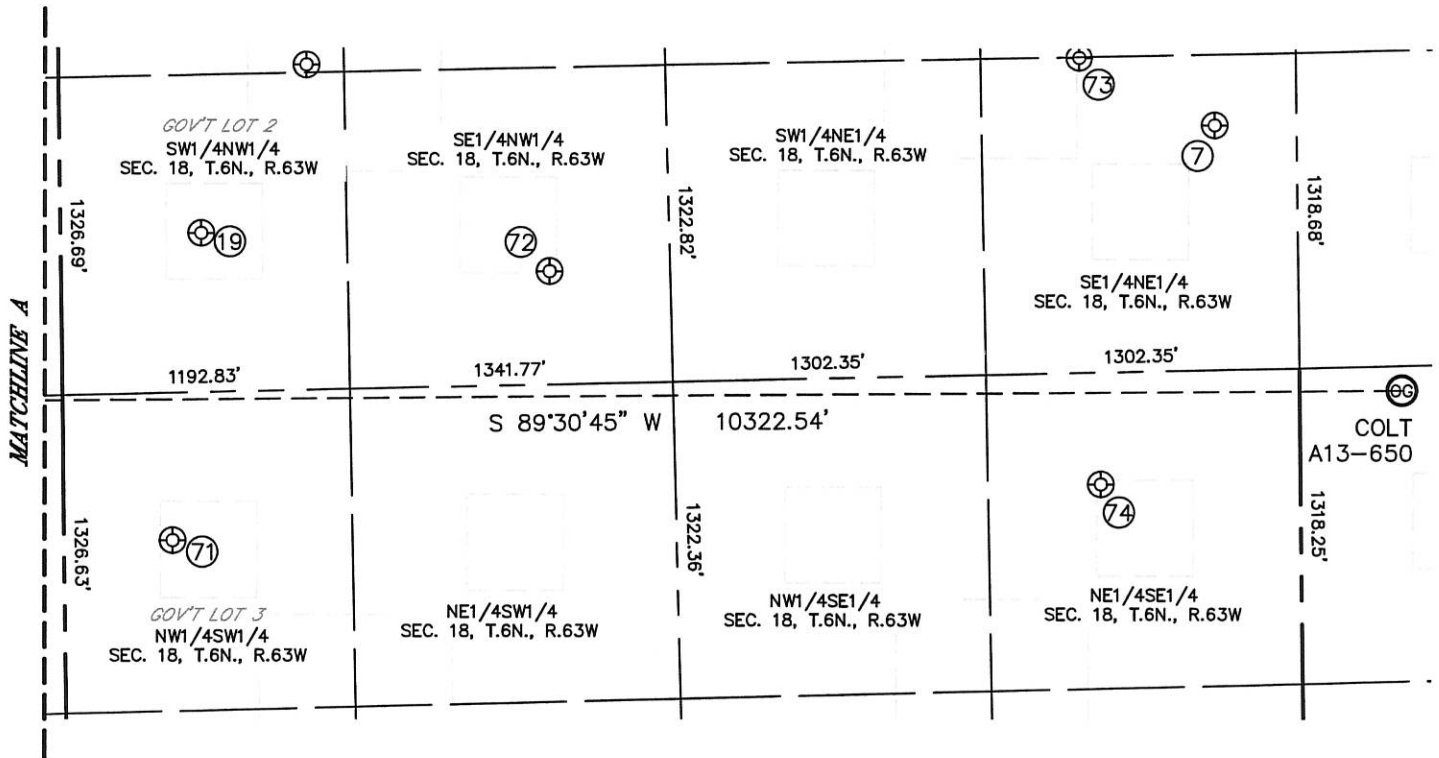 73
GOV'T LOT 2
SW1/4NW1/4
SEC. 18, T.6N., R.63W
SE1/4NW1/4
SEC. 18, T.6N., R.63W
SW1/4NE1/4
SEC. 18, T.6N., R.63W
7
1326.69'
19
72
1322.82'
1318.68'
SE1/4NE1/4
SEC. 18, T.6N., R.63W
MATCHLINE A
1192.83'
1341.77'
1302.35'
1302.35'
OG
S 89°30'45" W 10322.54'
COLT
A13-650
1326.63'
71
1322.36'
74
1318.25'
GOV'T LOT 3
NW1/4SW1/4
SEC. 18, T.6N., R.63W
NE1/4SW1/4
SEC. 18, T.6N., R.63W
NW1/4SE1/4
SEC. 18, T.6N., R.63W
NE1/4SE1/4
SEC. 18, T.6N., R.63W